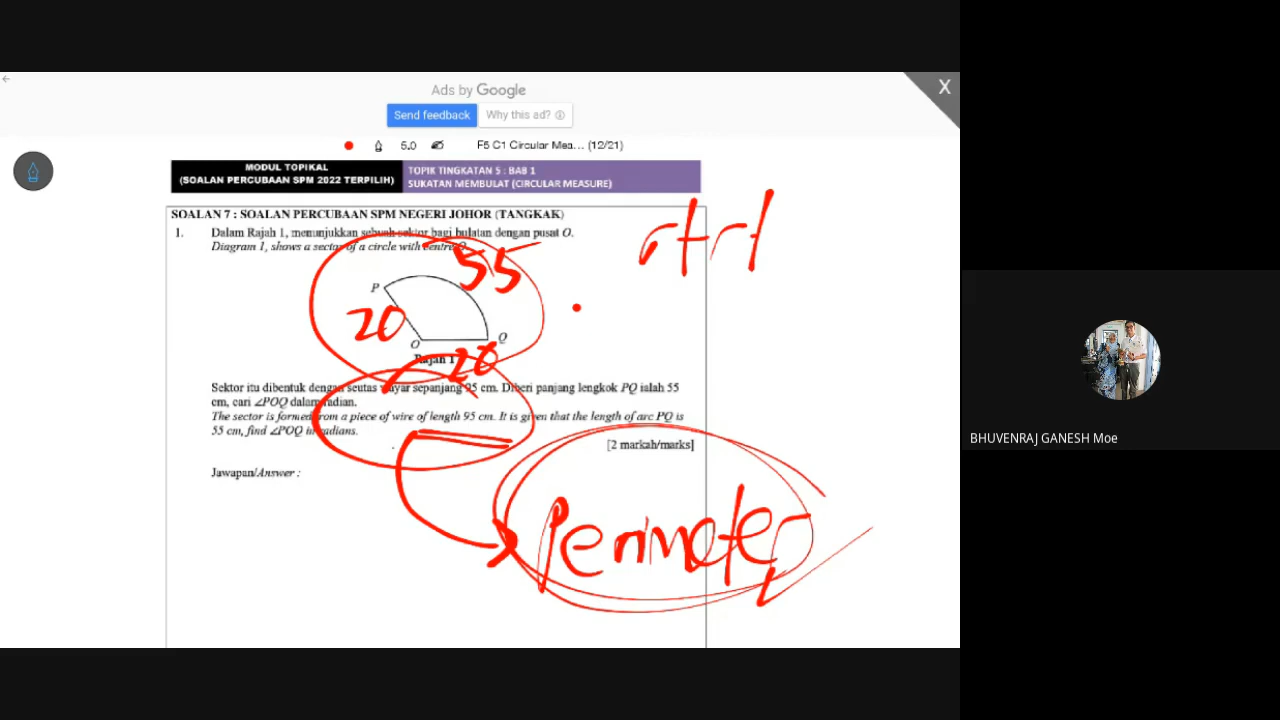 Ads by Google
X
Send feedback
Why this ad?
5.0
F5 C1 Circular Mea... (12/21)
MODUL TOPIKAL
(SOALAN PERCUBAAN SPM 2022 TERPILIH)
TOPIK TINGKATAN 5 : BAB 1
SUKATAN MEMBULAT (CIRCULAR MEASURE)
SOALAN 7 : SOALAN PERCUBAAN SPM NEGERI JOHOR (TANGKAK)
1. Dalam Rajah 1, menunjukkan sebuah sektor bagi bulatan dengan pusat O.
Diagram 1, shows a sector of a circle with centre O.
55
P
20
O
Q
20
Rajah 1
Sektor itu dibentuk dengan seutas wayar sepanjang 95 cm. Diberi panjang lengkok PQ ialah 55
cm, cari ∠POQ dalam radian.
The sector is formed from a piece of wire of length 95 cm. It is given that the length of arc PQ is
55 cm, find ∠POQ in radians.
[2 markah/marks]
Jawapan/Answer :
Perimeter
BHUVENRAJ GANESH Moe